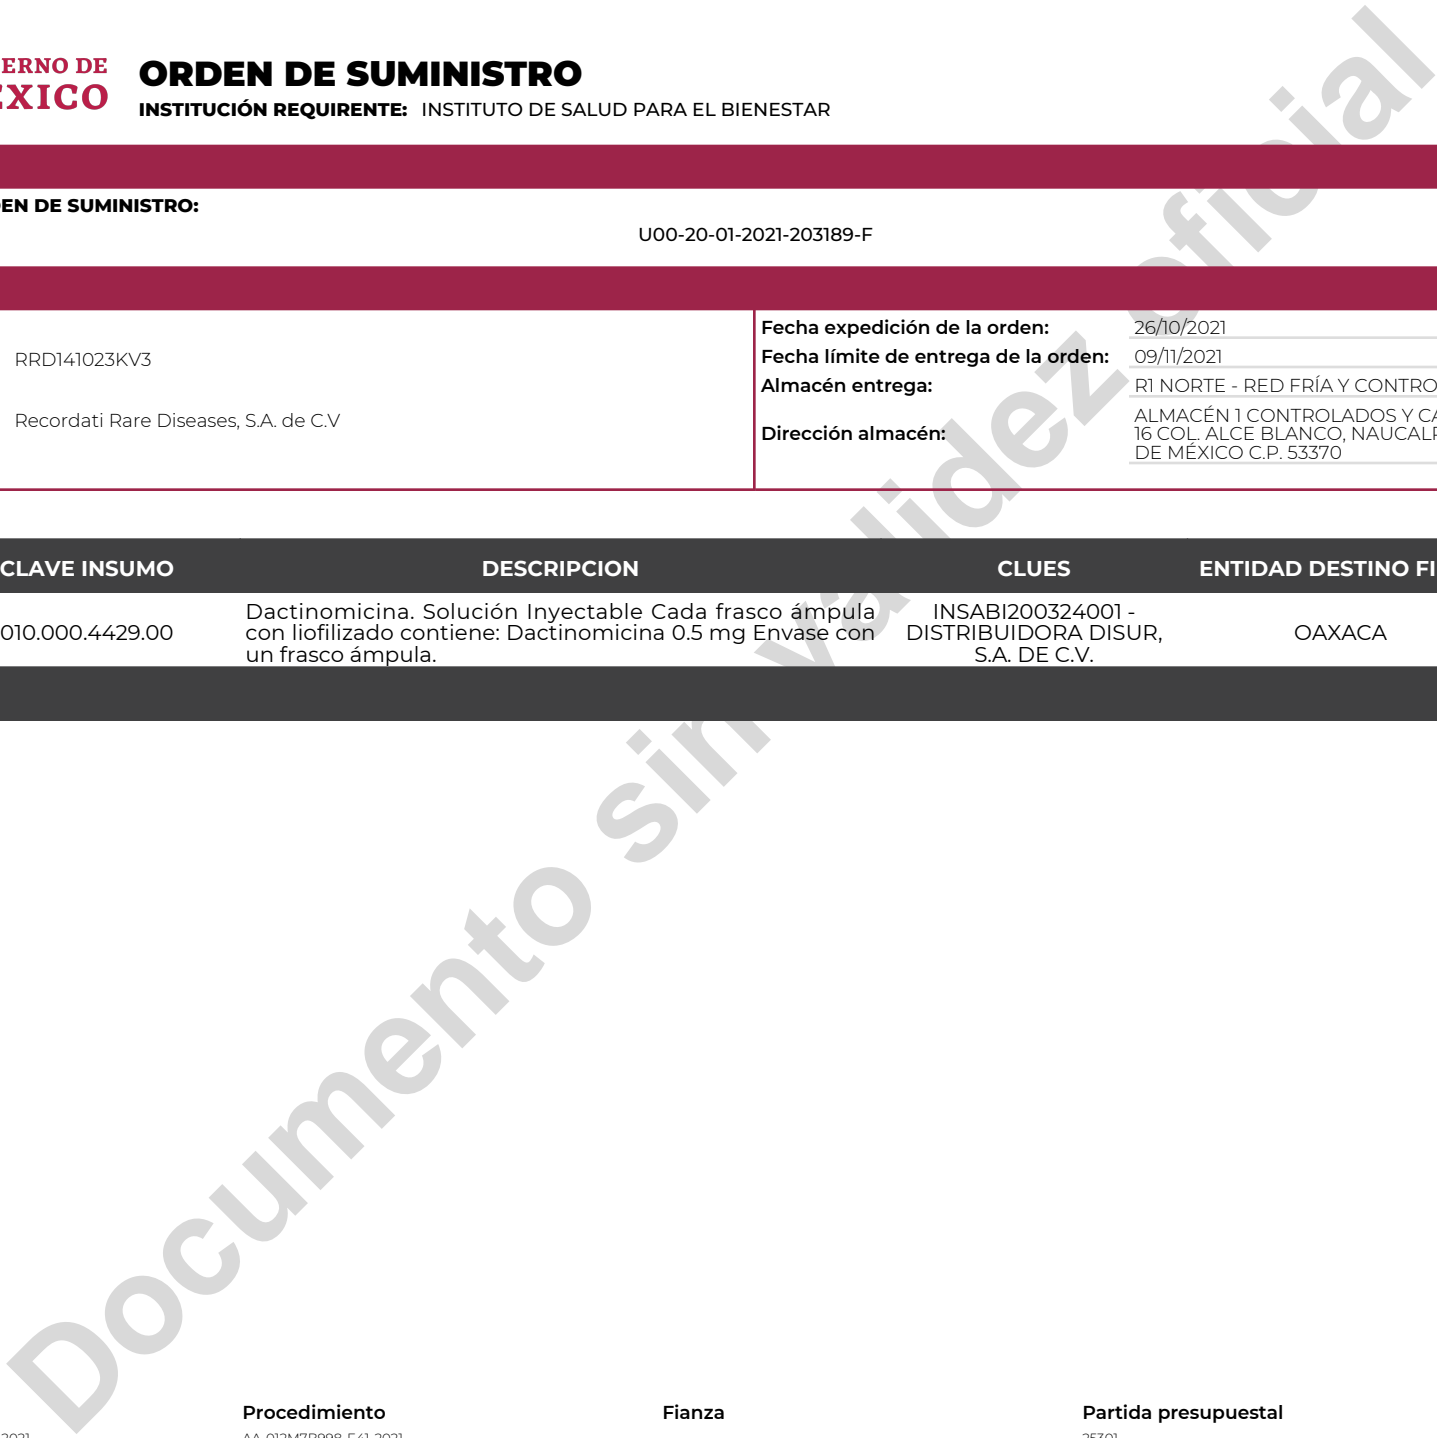 ERNO DE
ÉXICO
ORDEN DE SUMINISTRO
INSTITUCIÓN REQUIRENTE: INSTITUTO DE SALUD PARA EL BIENESTAR
EN DE SUMINISTRO:
U00-20-01-2021-203189-F
RRD141023KV3
Recordati Rare Diseases, S.A. de C.V
Fecha expedición de la orden: 26/10/2021
Fecha límite de entrega de la orden: 09/11/2021
Almacén entrega: R1 NORTE - RED FRÍA Y CONTRO
Dirección almacén:
ALMACÉN 1 CONTROLADOS Y CA
16 COL. ALCE BLANCO, NAUCALP
DE MÉXICO C.P. 53370
CLAVE INSUMO DESCRIPCION CLUES ENTIDAD DESTINO FI
010.000.4429.00
Dactinomicina. Solución Inyectable Cada frasco ámpula
con liofilizado contiene: Dactinomicina 0.5 mg Envase con
un frasco ámpula.
INSABI200324001 -
DISTRIBUIDORA DISUR,
S.A. DE C.V.
OAXACA
Documento sin validez oficial
Procedimiento Fianza Partida presupuestal